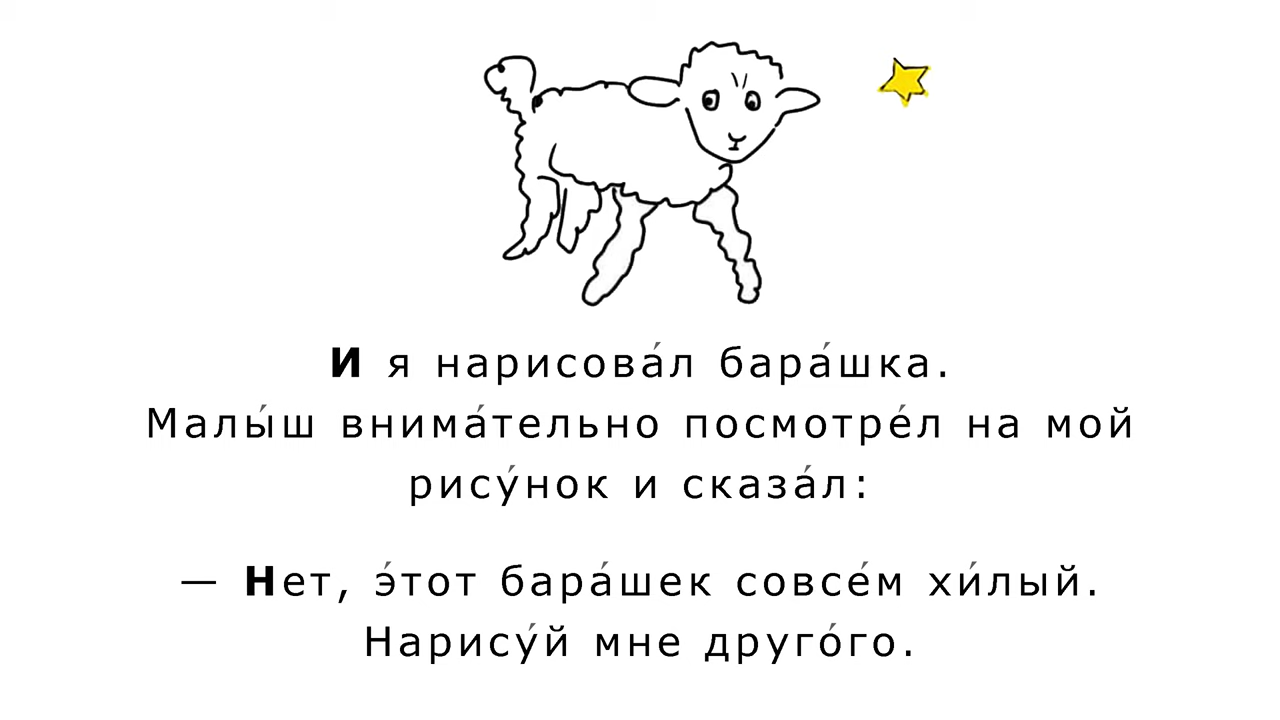 И я нарисова́л бара́шка.
Малы́ш внима́тельно посмотре́л на мой
рису́нок и сказа́л:
— Нет, э́тот бара́шек совсе́м хи́лый.
Нарису́й мне друго́го.